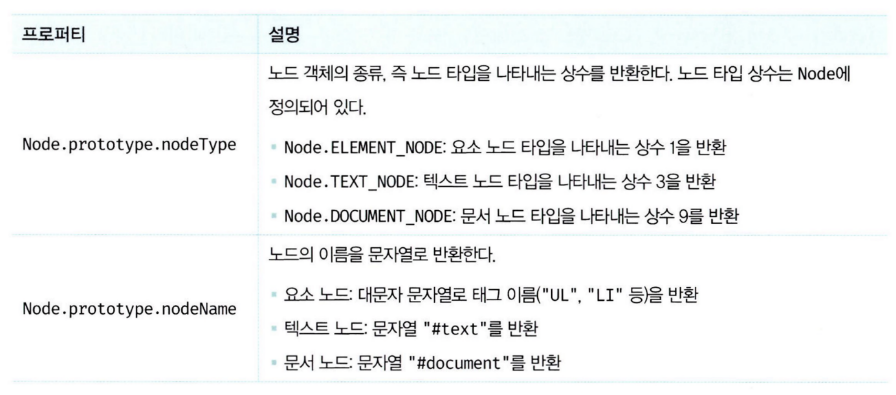 프로퍼티
설명
Node.prototype.nodeType
노드 객체의 종류, 즉 노드 타입을 나타내는 상수를 반환한다. 노드 타입 상수는 Node에
정의되어 있다.
▪ Node.ELEMENT_NODE: 요소 노드 타입을 나타내는 상수 1을 반환
▪ Node.TEXT_NODE: 텍스트 노드 타입을 나타내는 상수 3을 반환
▪ Node.DOCUMENT_NODE: 문서 노드 타입을 나타내는 상수 9를 반환
Node.prototype.nodeName
노드의 이름을 문자열로 반환한다.
▪ 요소 노드: 대문자 문자열로 태그 이름("UL", "LI" 등)을 반환
▪ 텍스트 노드: 문자열 "#text"를 반환
▪ 문서 노드: 문자열 "#document"를 반환